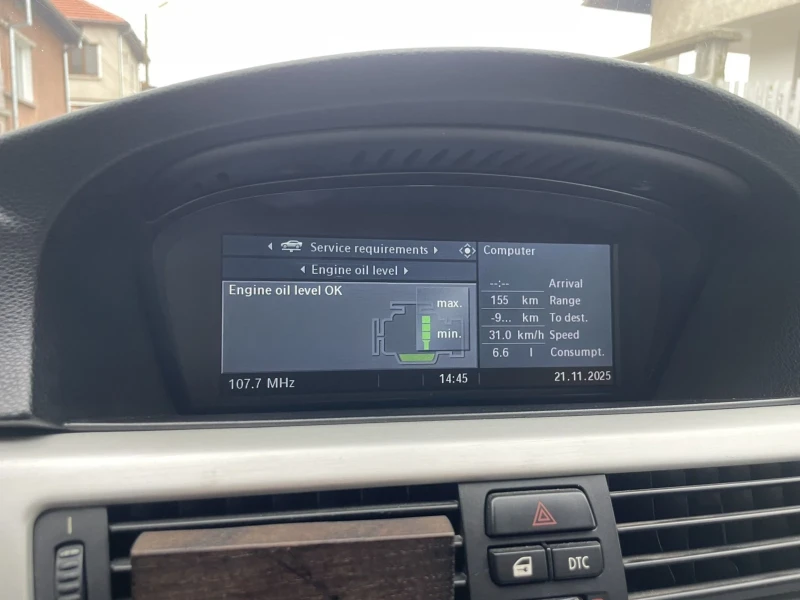 Service requirements
Computer
Engine oil level
Engine oil level OK
max.
min.
--:-- Arrival
155 km Range
-9... km To dest.
31.0 km/h Speed
6.6 l Consumpt.
107.7 MHz
14:45
21.11.2025
DTC